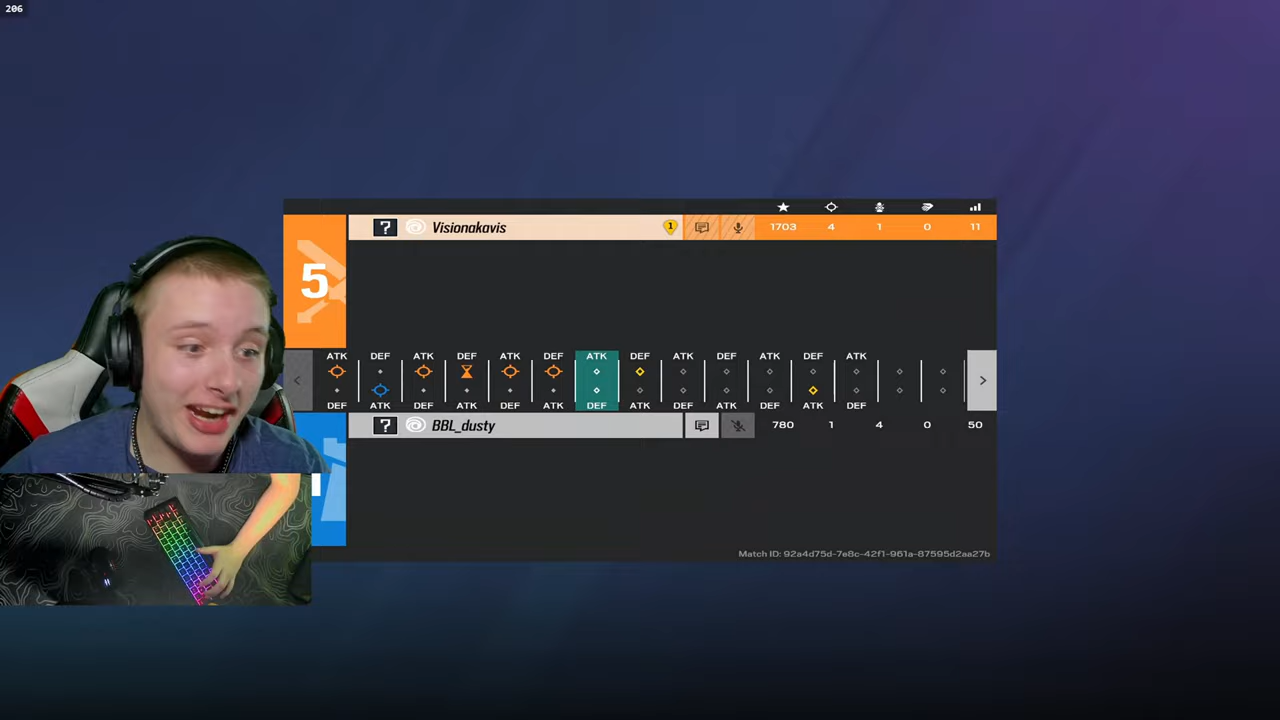 206
5
? Visionakavis 1 1703 4 1 0 11
ATK DEF ATK DEF ATK DEF ATK DEF ATK DEF ATK DEF ATK
DEF ATK DEF ATK DEF ATK DEF ATK DEF ATK DEF ATK DEF
? BBL_dusty 780 1 4 0 50
Match ID: 92a4d75d-7e8c-42f1-961a-87595d2aa27b